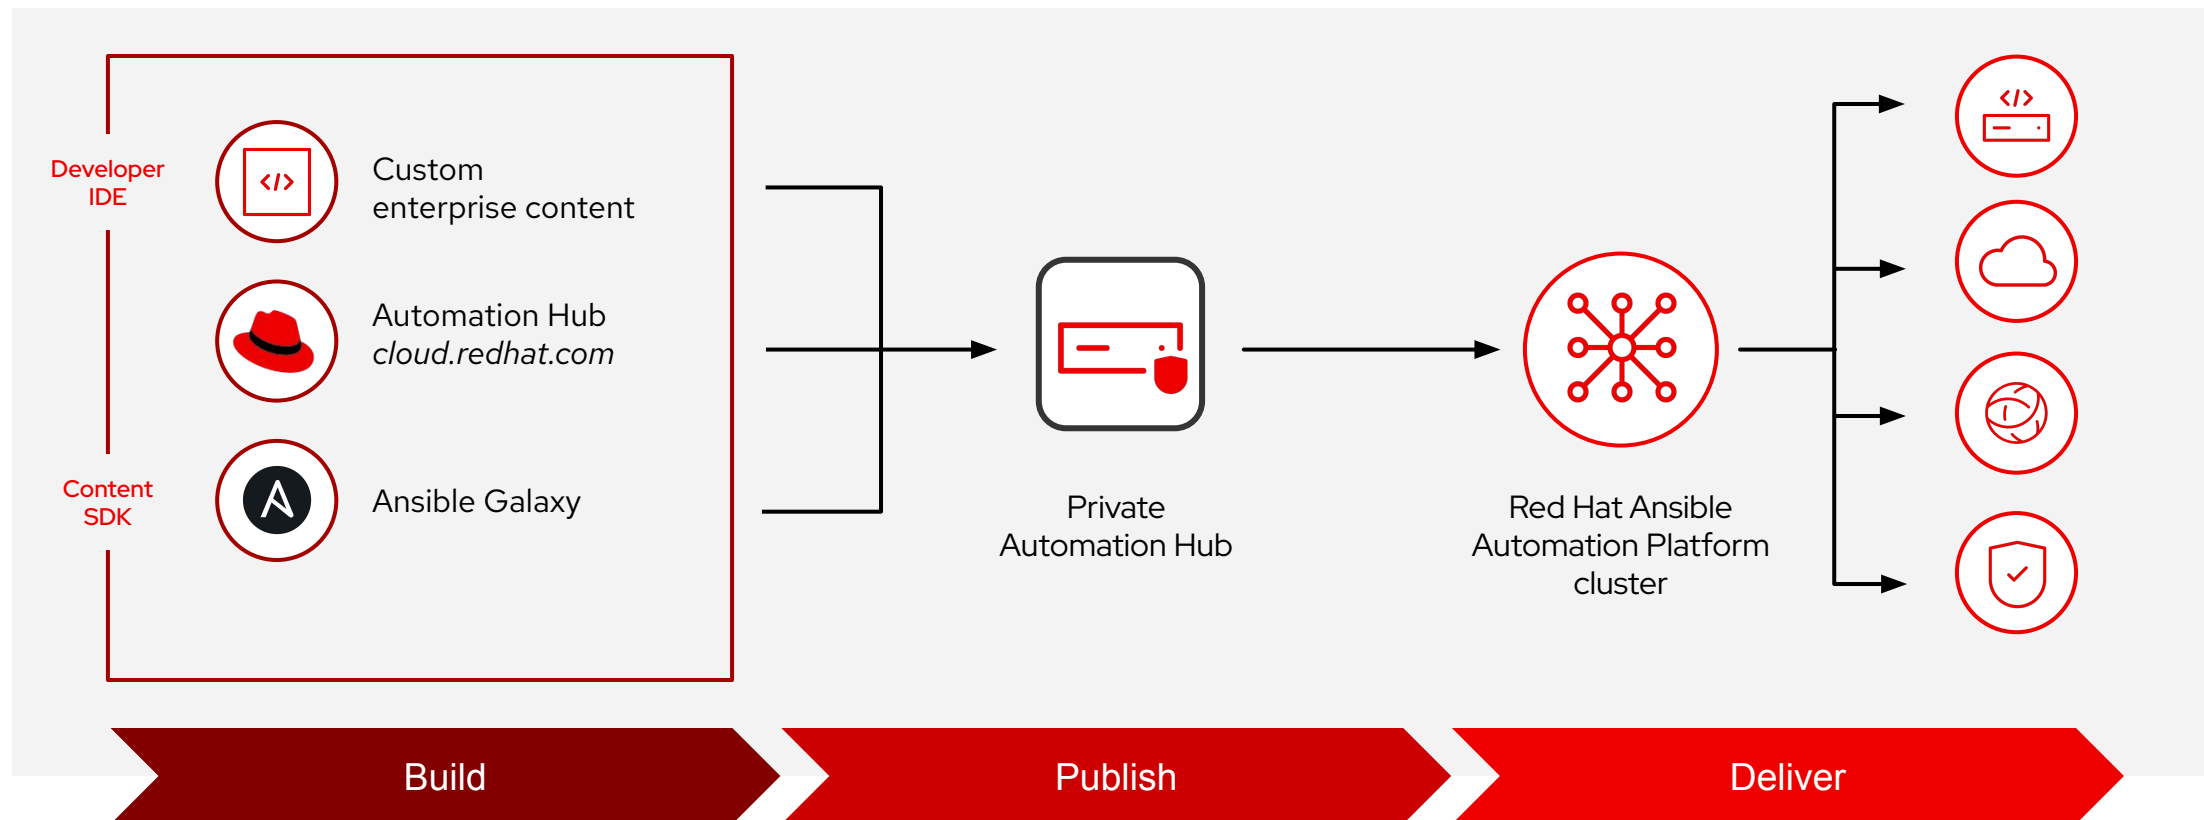 Developer
IDE
Custom
enterprise content
Automation Hub
cloud.redhat.com
Content
SDK
Ansible Galaxy
Private
Automation Hub
Red Hat Ansible
Automation Platform
cluster
Build
Publish
Deliver